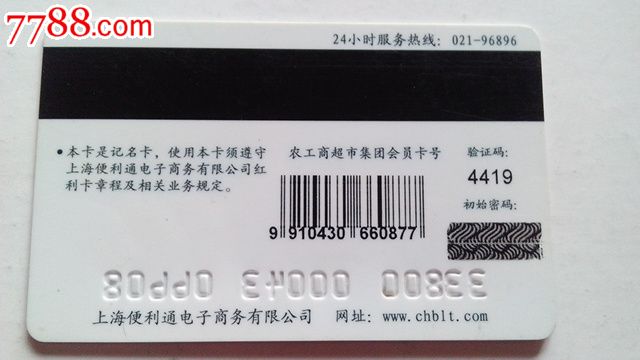 7788.com
24小时服务热线：021-96896
•本卡是记名卡，使用本卡须遵守
上海便利通电子商务有限公司红
利卡章程及相关业务规定。
农工商超市集团会员卡号
9 910430 660877
验证码：
4419
初始密码：
上海便利通电子商务有限公司 网址：www.chblt.com